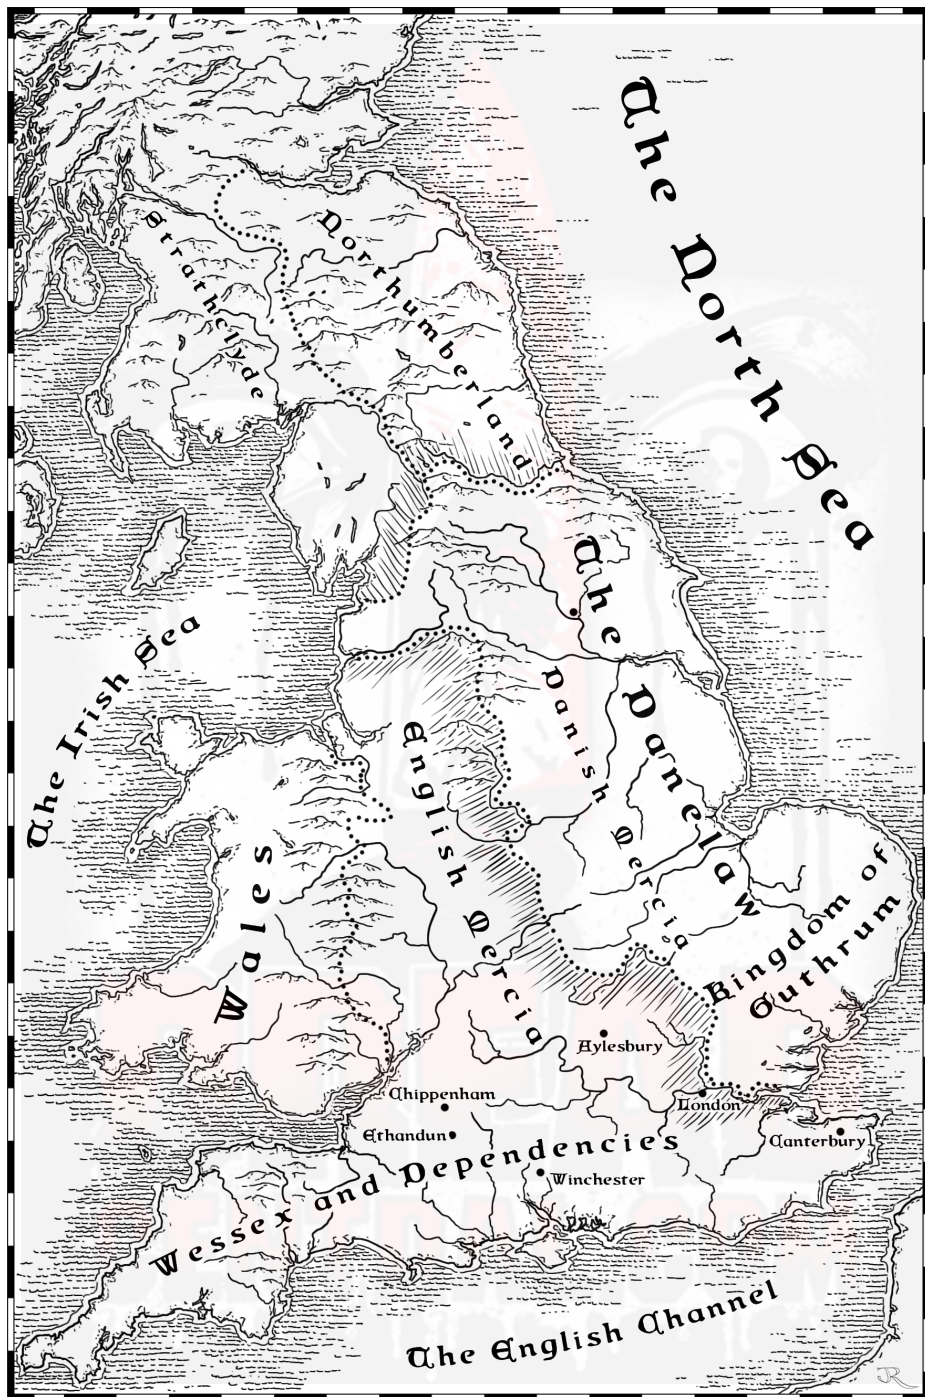 The North Sea
Strathclyde
Northumberland
The Irish Sea
The Danelaw
Danish Mercia
English Mercia
Wales
Kingdom of
Guthrum
Aylesbury
Chippenham
London
Ethandun
Canterbury
Wessex and Dependencies
Winchester
The English Channel
JR